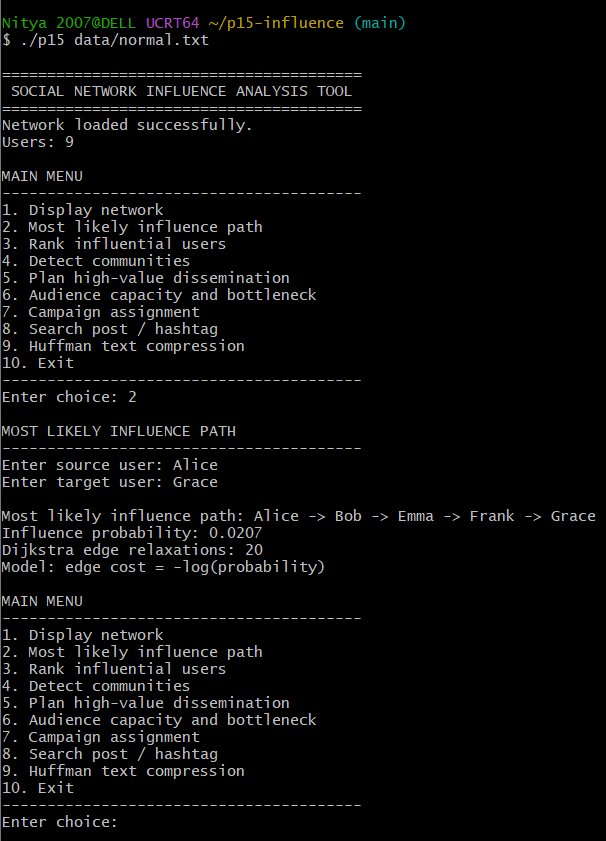 Nitya 2007@DELL UCRT64 ~/p15-influence (main)
$ ./p15 data/normal.txt
========================================
SOCIAL NETWORK INFLUENCE ANALYSIS TOOL
========================================
Network loaded successfully.
Users: 9
MAIN MENU
----------------------------------------
1. Display network
2. Most likely influence path
3. Rank influential users
4. Detect communities
5. Plan high-value dissemination
6. Audience capacity and bottleneck
7. Campaign assignment
8. Search post / hashtag
9. Huffman text compression
10. Exit
----------------------------------------
Enter choice: 2
MOST LIKELY INFLUENCE PATH
----------------------------------------
Enter source user: Alice
Enter target user: Grace
Most likely influence path: Alice -> Bob -> Emma -> Frank -> Grace
Influence probability: 0.0207
Dijkstra edge relaxations: 20
Model: edge cost = -log(probability)
MAIN MENU
----------------------------------------
1. Display network
2. Most likely influence path
3. Rank influential users
4. Detect communities
5. Plan high-value dissemination
6. Audience capacity and bottleneck
7. Campaign assignment
8. Search post / hashtag
9. Huffman text compression
10. Exit
----------------------------------------
Enter choice: